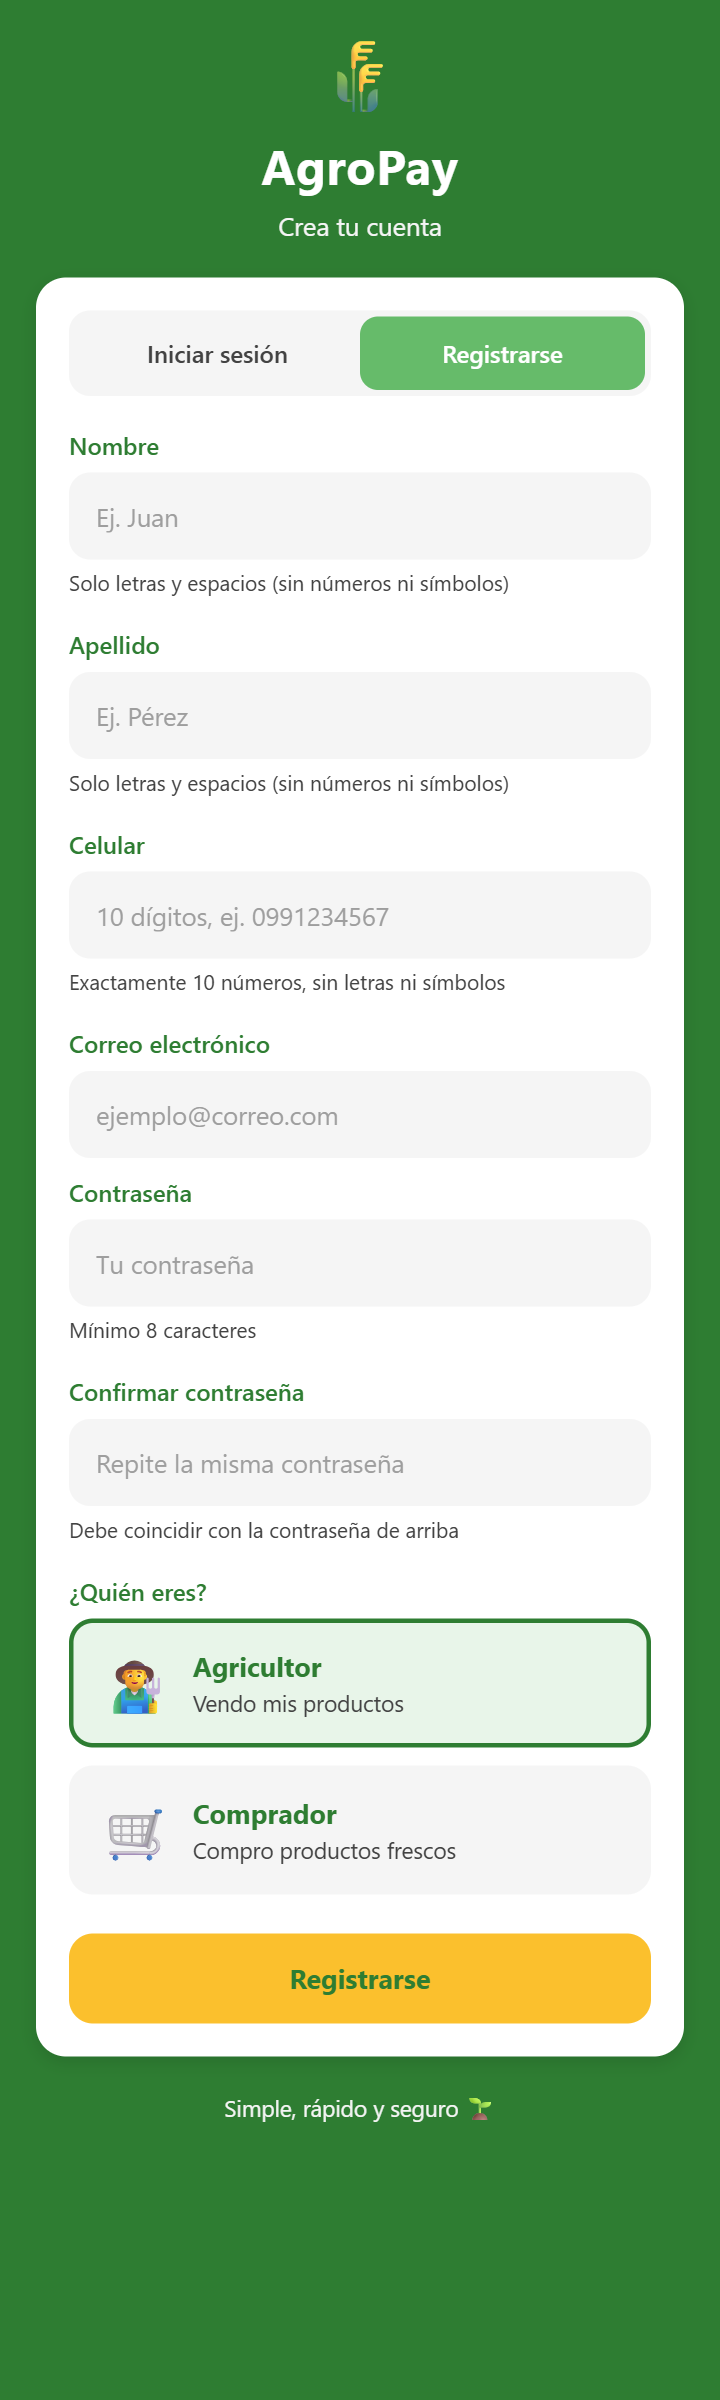 AgroPay
Crea tu cuenta
Iniciar sesión
Registrarse
Nombre
Ej. Juan
Solo letras y espacios (sin números ni símbolos)
Apellido
Ej. Pérez
Solo letras y espacios (sin números ni símbolos)
Celular
10 dígitos, ej. 0991234567
Exactamente 10 números, sin letras ni símbolos
Correo electrónico
ejemplo@correo.com
Contraseña
Tu contraseña
Mínimo 8 caracteres
Confirmar contraseña
Repite la misma contraseña
Debe coincidir con la contraseña de arriba
¿Quién eres?
Agricultor
Vendo mis productos
Comprador
Compro productos frescos
Registrarse
Simple, rápido y seguro 🌱